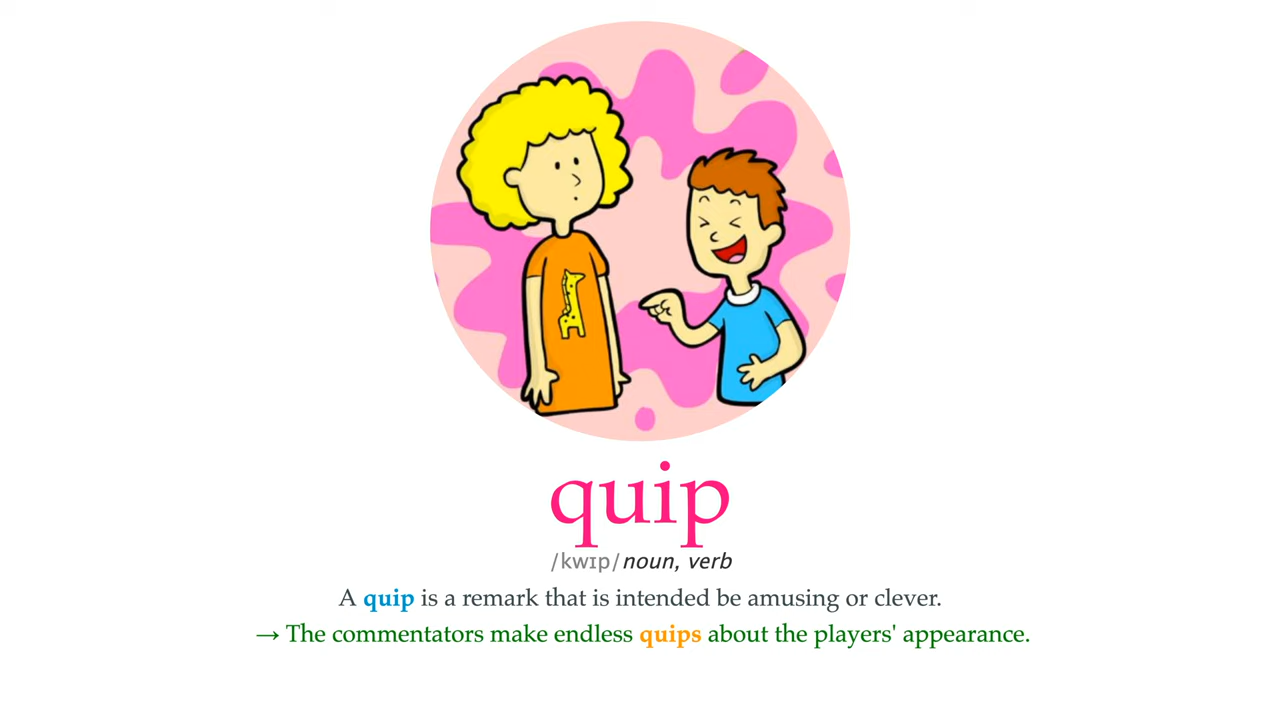 quip
/kwɪp/ noun, verb
A quip is a remark that is intended be amusing or clever.
→ The commentators make endless quips about the players' appearance.